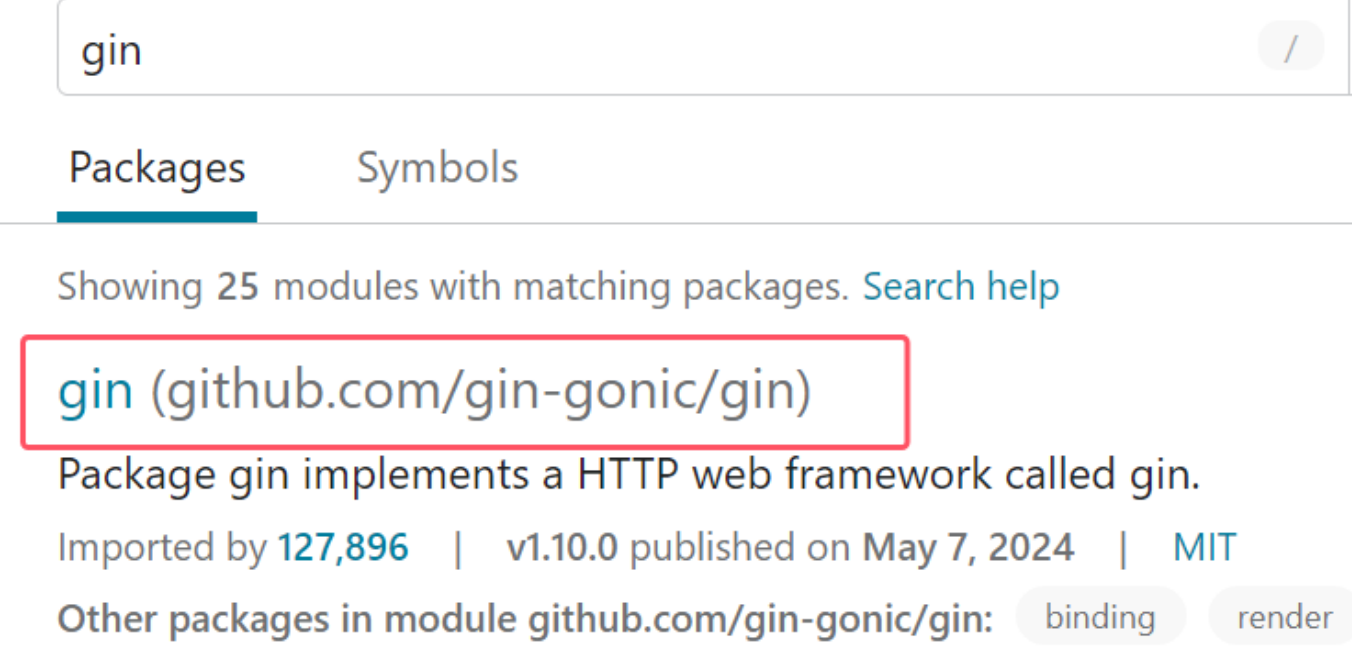 gin /
Packages Symbols
Showing 25 modules with matching packages. Search help
gin (github.com/gin-gonic/gin)
Package gin implements a HTTP web framework called gin.
Imported by 127,896 | v1.10.0 published on May 7, 2024 | MIT
Other packages in module github.com/gin-gonic/gin: binding render